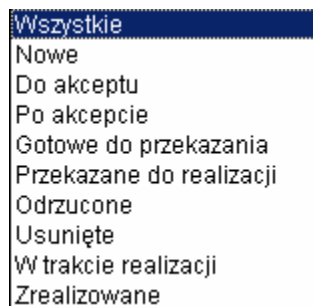 Wszystkie
Nowe
Do akceptu
Po akcepcie
Gotowe do przekazania
Przekazane do realizacji
Odrzucone
Usunięte
W trakcie realizacji
Zrealizowane